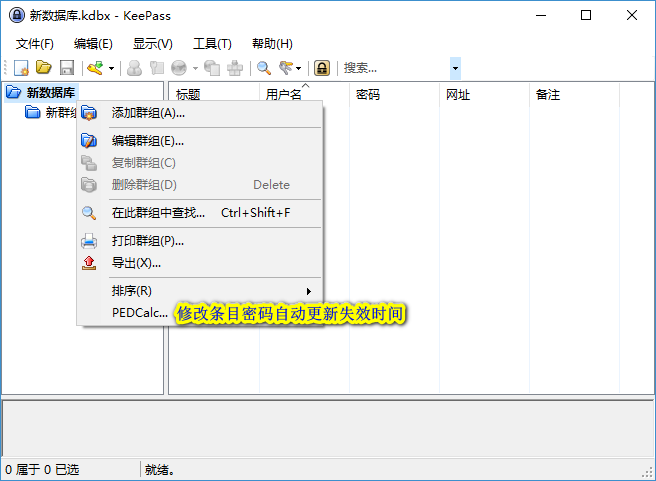 新数据库.kdbx - KeePass
文件(F) 编辑(E) 显示(V) 工具(T) 帮助(H)
搜索...
新数据库
新群组
标题 用户名 密码 网址 备注
添加群组(A)...
编辑群组(E)...
复制群组(C)
删除群组(D) Delete
在此群组中查找... Ctrl+Shift+F
打印群组(P)...
导出(X)...
排序(R)
PEDCalc... 修改条目密码自动更新失效时间
0 属于 0 已选 就绪。